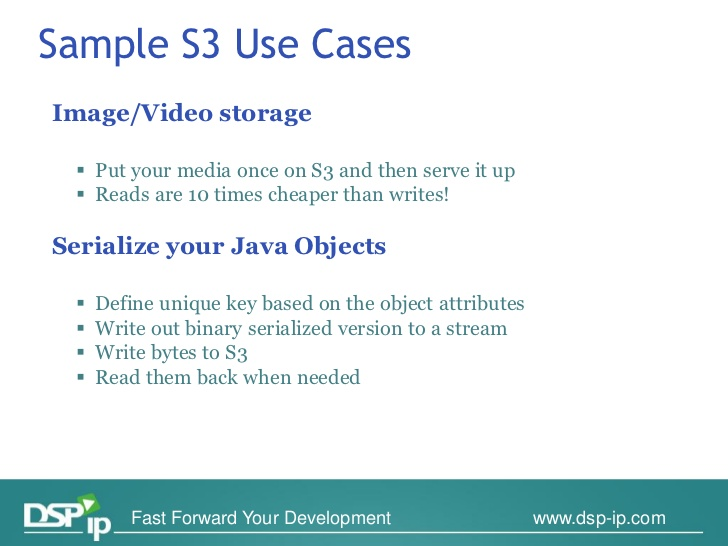 Sample S3 Use Cases
Image/Video storage
▪ Put your media once on S3 and then serve it up
▪ Reads are 10 times cheaper than writes!
Serialize your Java Objects
▪ Define unique key based on the object attributes
▪ Write out binary serialized version to a stream
▪ Write bytes to S3
▪ Read them back when needed
DSPip Fast Forward Your Development www.dsp-ip.com